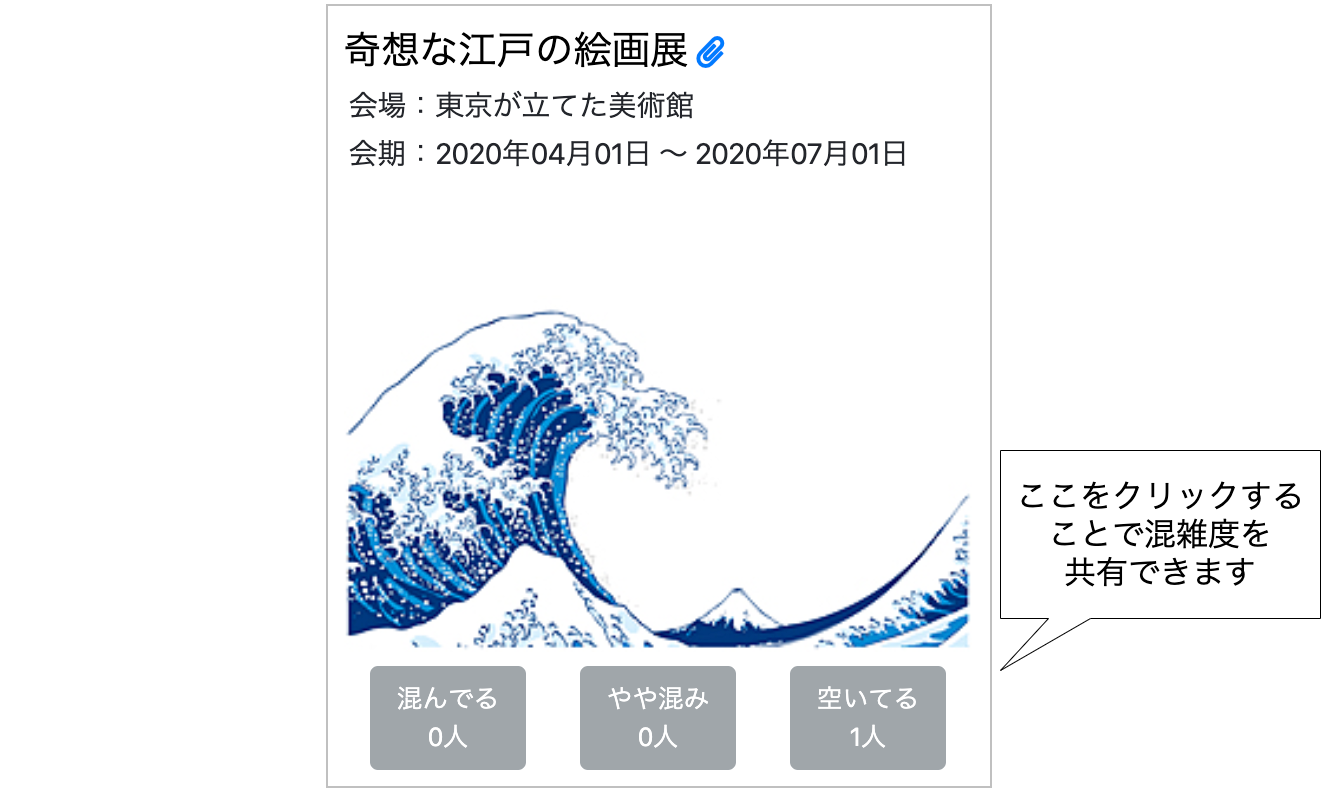 奇想な江戸の絵画展
会場：東京が立てた美術館
会期：2020年04月01日 〜 2020年07月01日
ここをクリックする
ことで混雑度を
共有できます
混んでる
0人
やや混み
0人
空いてる
1人